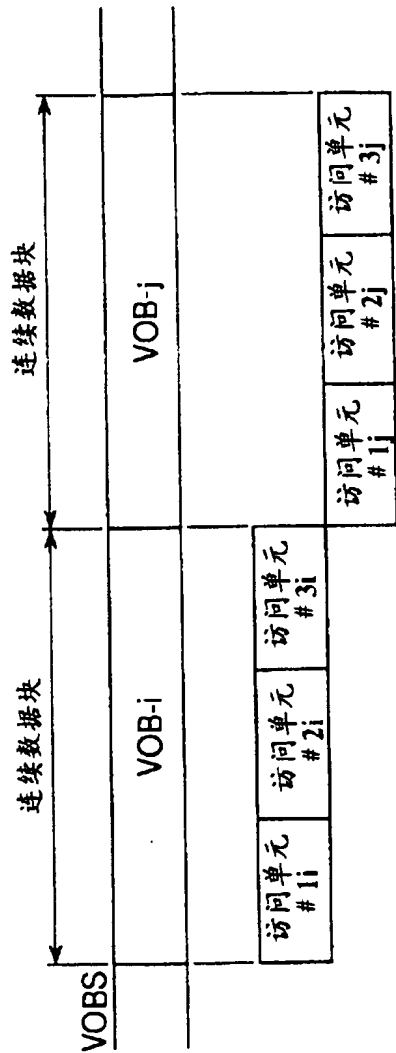 连续数据块
连续数据块
VOBS
VOB-i
VOB-j
访问单元
# 1i
访问单元
# 2i
访问单元
# 3i
访问单元
# 1j
访问单元
# 2j
访问单元
# 3j